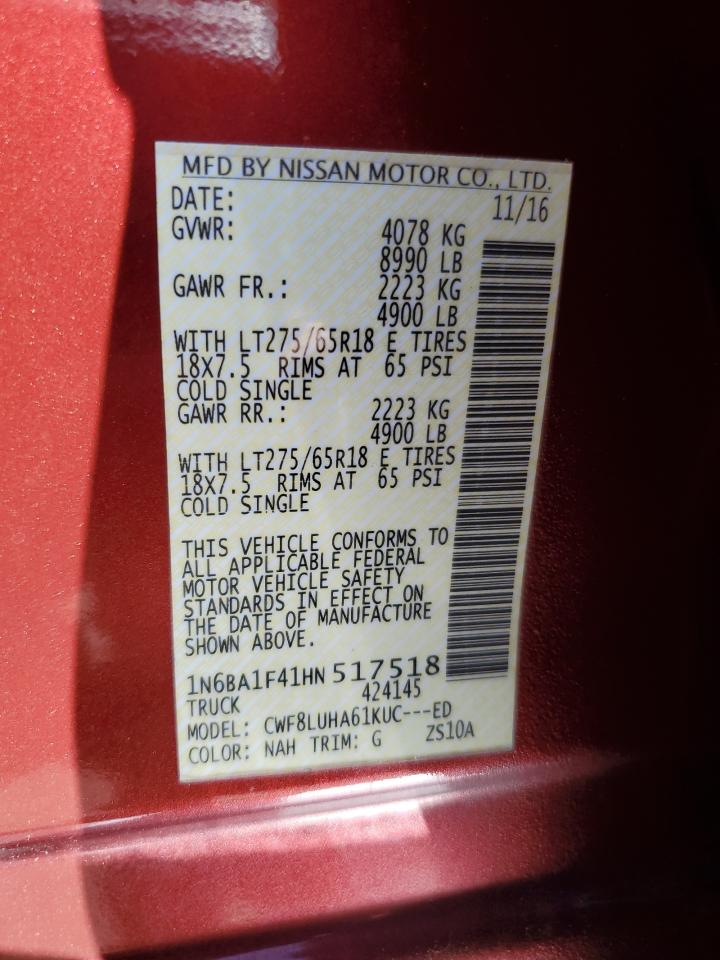 MFD BY NISSAN MOTOR CO., LTD.
DATE: 11/16
GVWR: 4078 KG
8990 LB
GAWR FR.: 2223 KG
4900 LB
WITH LT275/65R18 E TIRES
18X7.5 RIMS AT 65 PSI
COLD SINGLE
GAWR RR.: 2223 KG
4900 LB
WITH LT275/65R18 E TIRES
18X7.5 RIMS AT 65 PSI
COLD SINGLE
THIS VEHICLE CONFORMS TO
ALL APPLICABLE FEDERAL
MOTOR VEHICLE SAFETY
STANDARDS IN EFFECT ON
THE DATE OF MANUFACTURE
SHOWN ABOVE.
1N6BA1F41HN517518
TRUCK 424145
MODEL: CWF8LUHA61KUC---ED
COLOR: NAH TRIM: G ZS10A